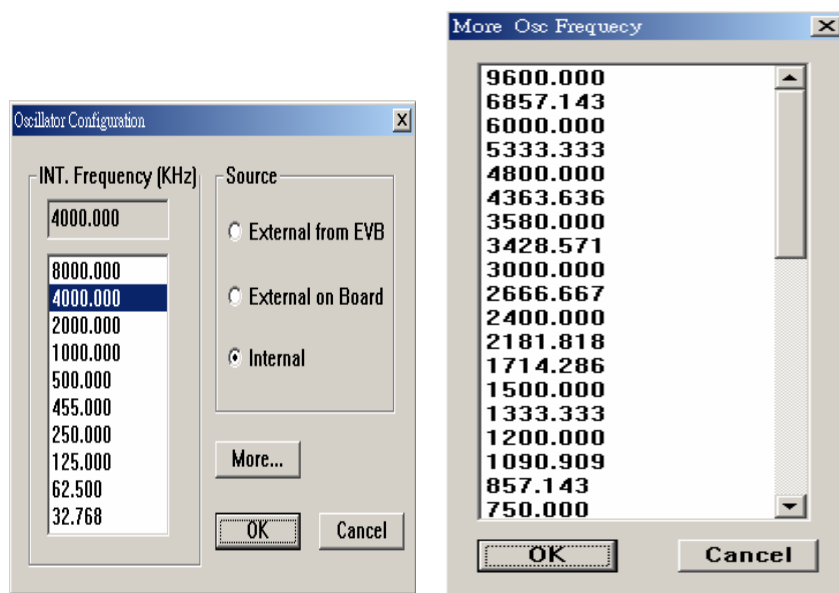 Oscillator Configuration
INT. Frequency (KHz)
4000.000
8000.000
4000.000
2000.000
1000.000
500.000
455.000
250.000
125.000
62.500
32.768
Source
External from EVB
External on Board
Internal
More...
OK
Cancel
More Osc Frequecy
9600.000
6857.143
6000.000
5333.333
4800.000
4363.636
3580.000
3428.571
3000.000
2666.667
2400.000
2181.818
1714.286
1500.000
1333.333
1200.000
1090.909
857.143
750.000
OK
Cancel